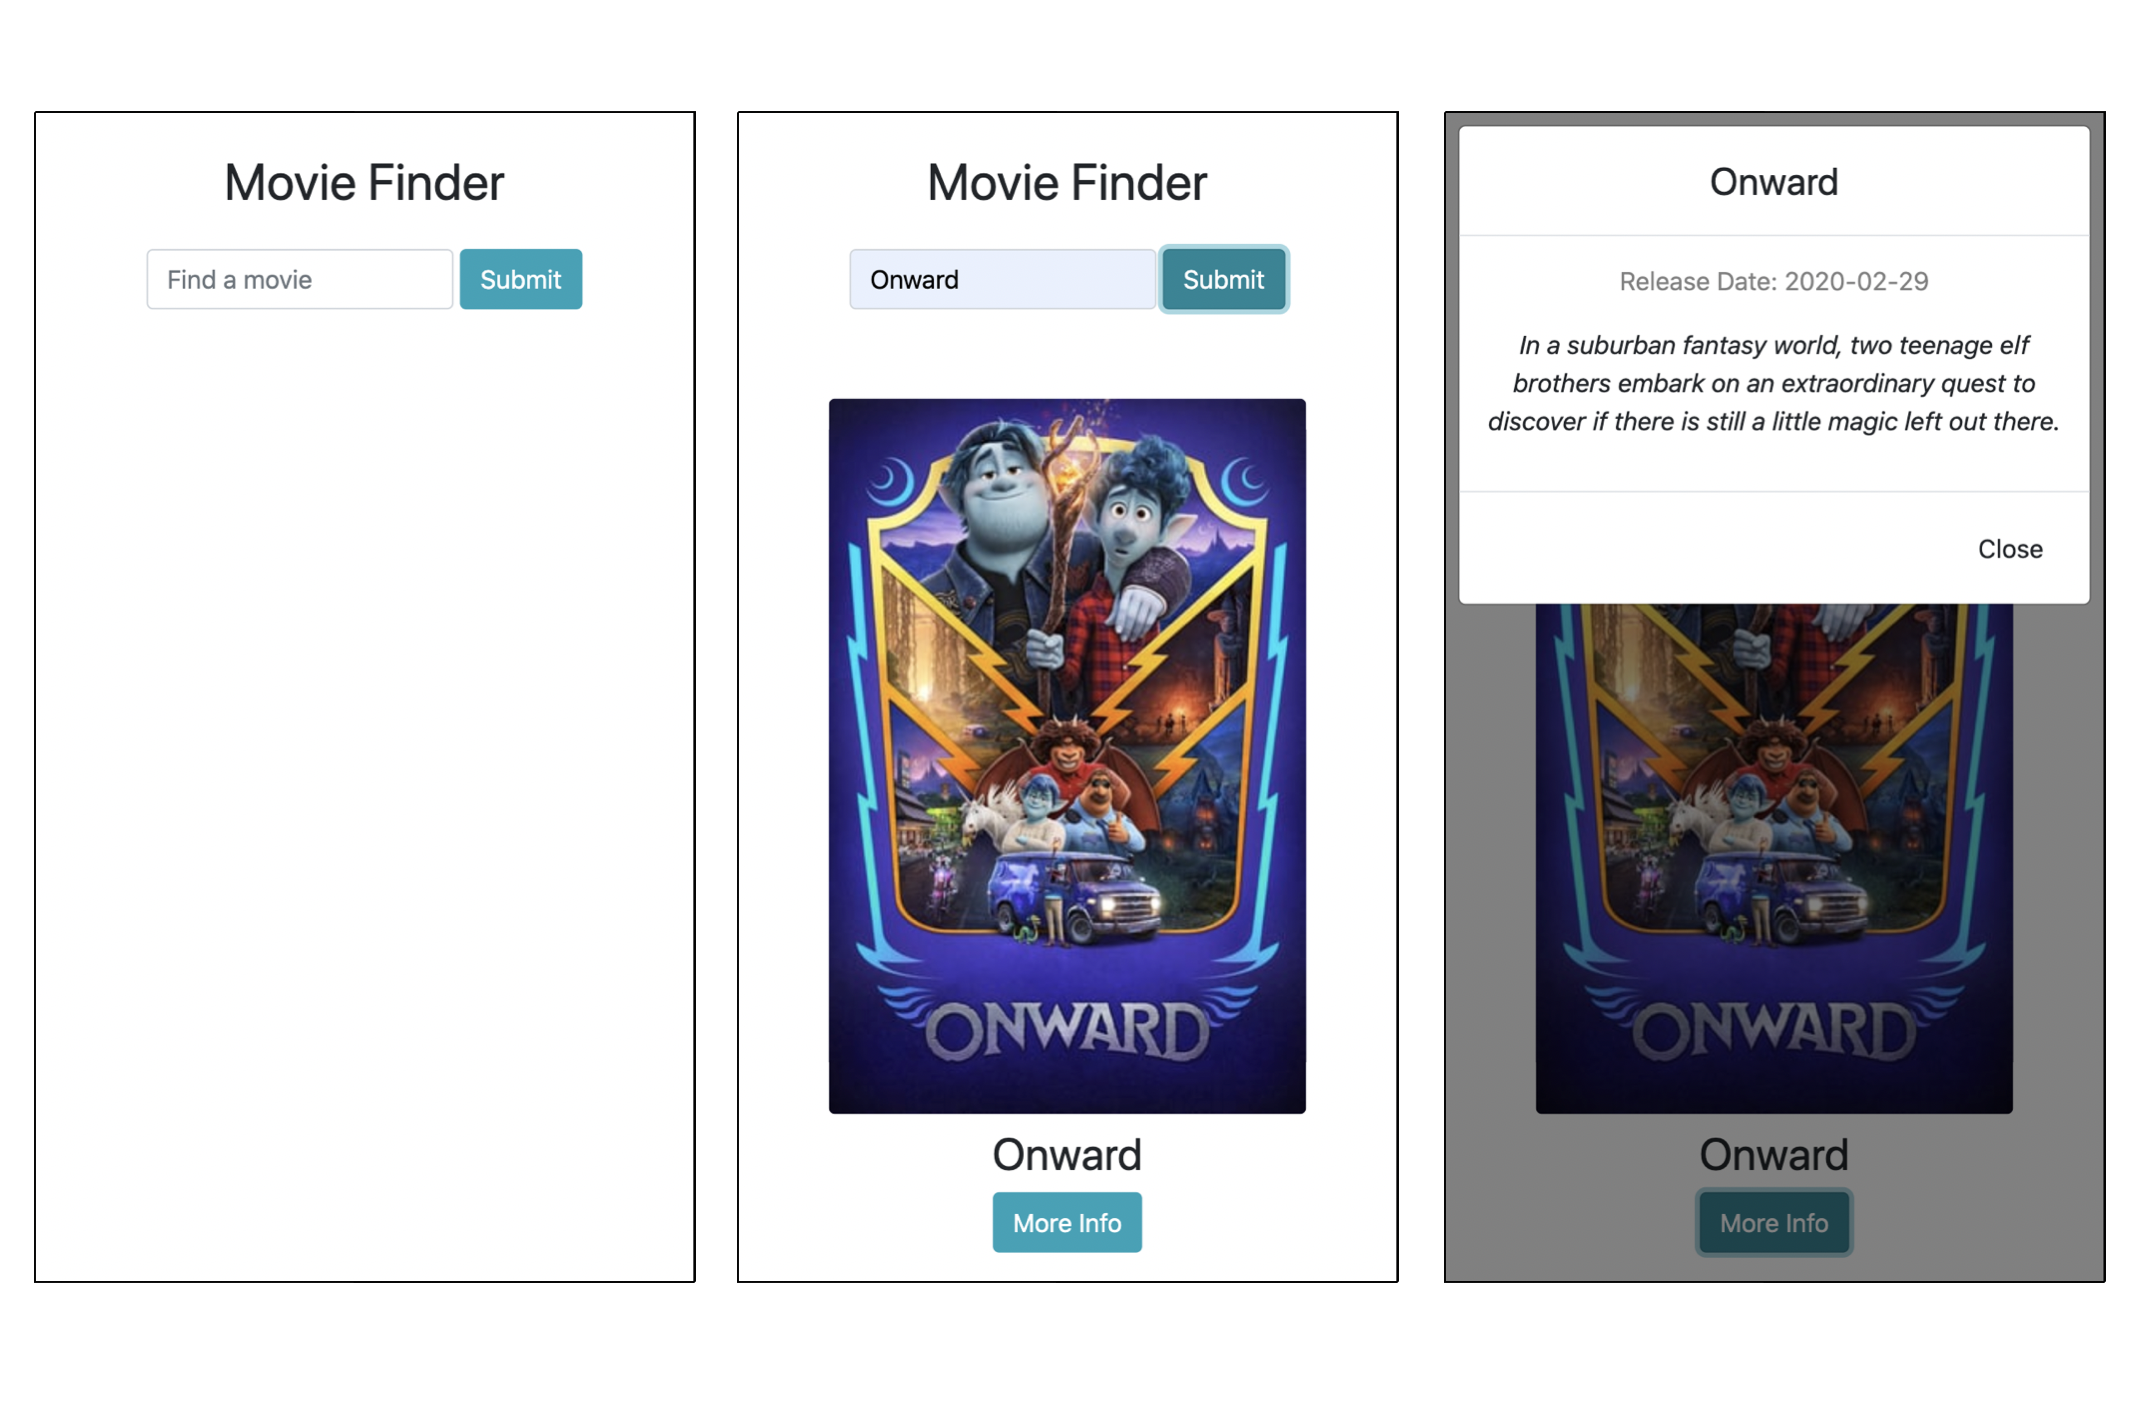 Movie Finder
Find a movie
Submit
Movie Finder
Onward
Submit
ONWARD
Onward
More Info
Onward
Release Date: 2020-02-29
In a suburban fantasy world, two teenage elf
brothers embark on an extraordinary quest to
discover if there is still a little magic left out there.
Close
ONWARD
Onward
More Info